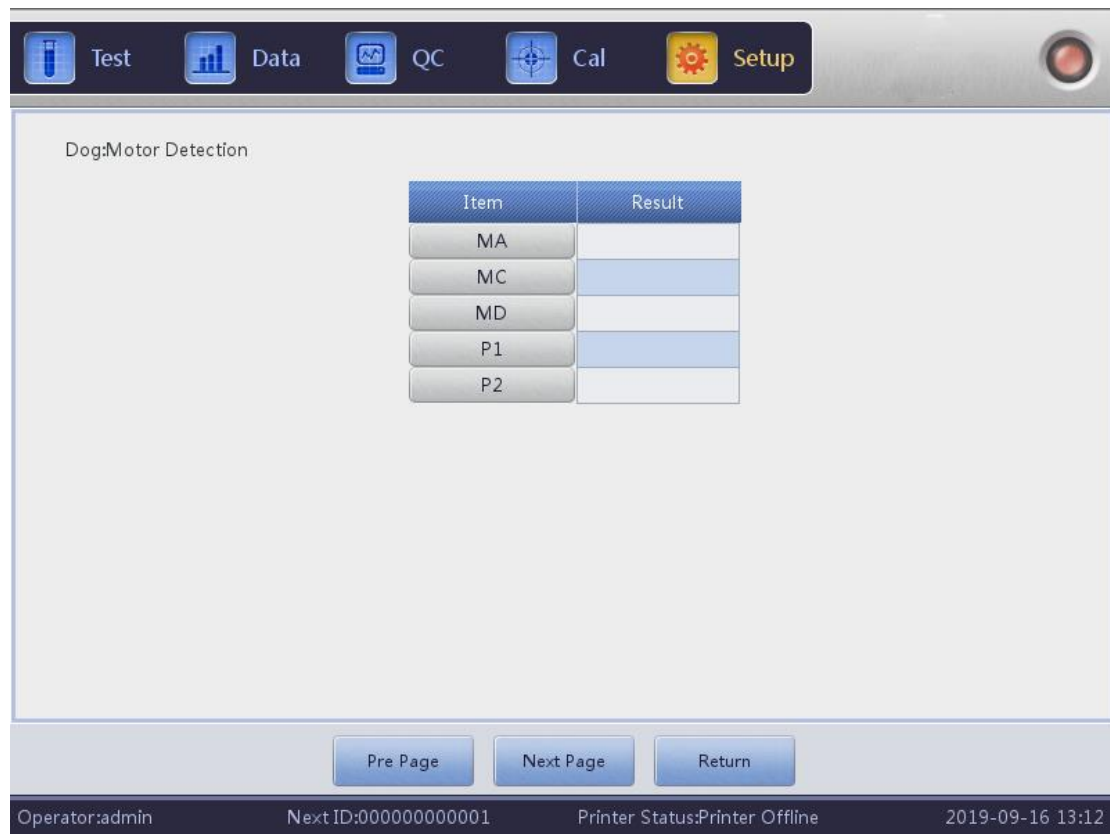 Test Data QC Cal Setup
Dog:Motor Detection
Item Result
MA
MC
MD
P1
P2
Pre Page Next Page Return
Operator:admin Next ID:000000000001 Printer Status:Printer Offline 2019-09-16 13:12